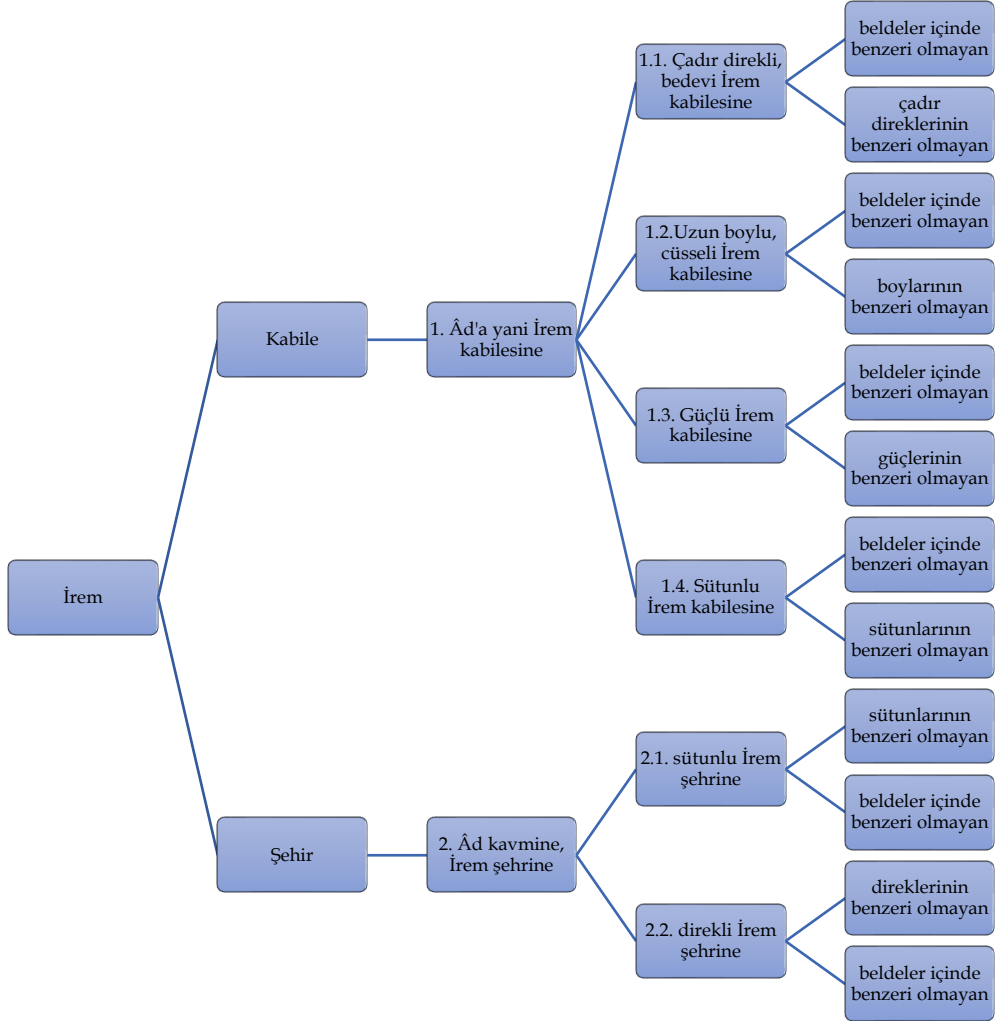 İrem
Kabile
1. Âd'a yani İrem
kabilesine
1.1. Çadır direkli,
bedevi İrem
kabilesine
beldeler içinde
benzeri olmayan
çadır
direklerinin
benzeri olmayan
1.2.Uzun boylu,
cüsseli İrem
kabilesine
beldeler içinde
benzeri olmayan
boylarının
benzeri olmayan
1.3. Güçlü İrem
kabilesine
beldeler içinde
benzeri olmayan
güçlerinin
benzeri olmayan
1.4. Sütunlu
İrem kabilesine
beldeler içinde
benzeri olmayan
sütunlarının
benzeri olmayan
Şehir
2. Âd kavmine,
İrem şehrine
2.1. sütunlu İrem
şehrine
sütunlarının
benzeri olmayan
beldeler içinde
benzeri olmayan
2.2. direkli İrem
şehrine
direklerinin
benzeri olmayan
beldeler içinde
benzeri olmayan